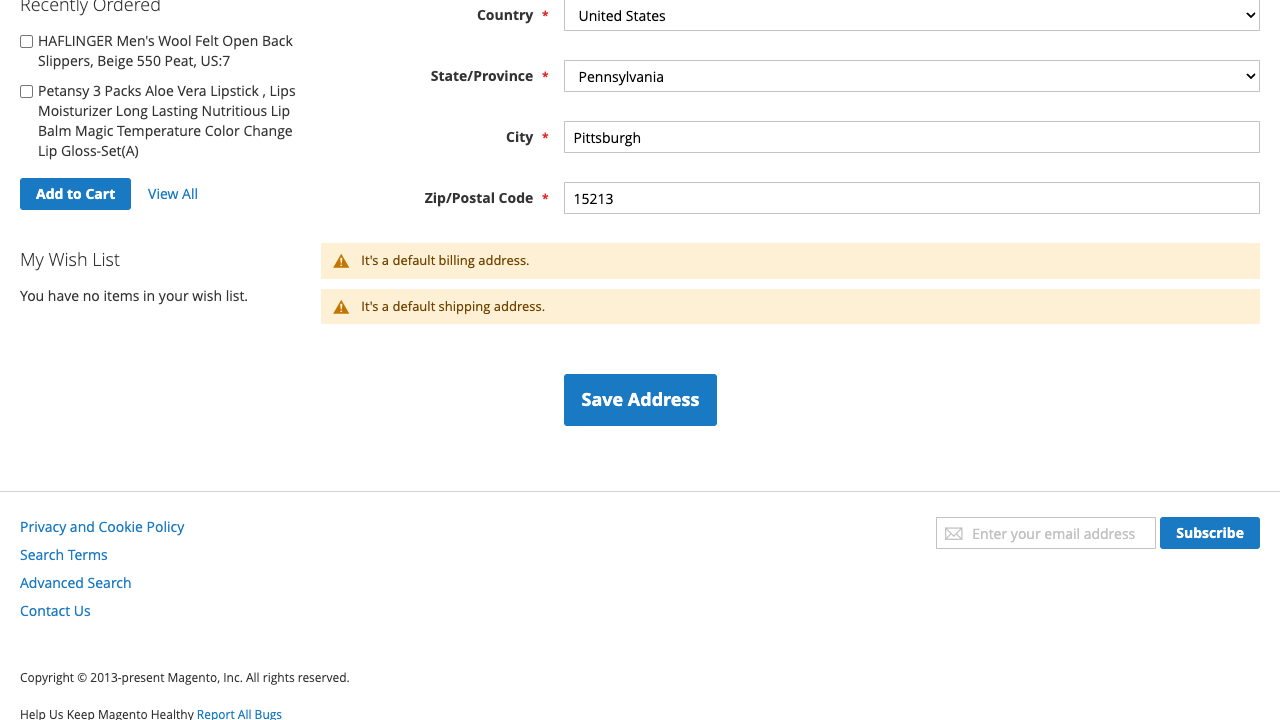 Recently Ordered
HAFLINGER Men's Wool Felt Open Back
Slippers, Beige 550 Peat, US:7
Petansy 3 Packs Aloe Vera Lipstick , Lips
Moisturizer Long Lasting Nutritious Lip
Balm Magic Temperature Color Change
Lip Gloss-Set(A)
Add to Cart View All
My Wish List
You have no items in your wish list.
Country *
United States
State/Province *
Pennsylvania
City *
Pittsburgh
Zip/Postal Code *
15213
It's a default billing address.
It's a default shipping address.
Save Address
Privacy and Cookie Policy
Search Terms
Advanced Search
Contact Us
Enter your email address
Subscribe
Copyright © 2013-present Magento, Inc. All rights reserved.
Help Us Keep Magento Healthy Report All Bugs